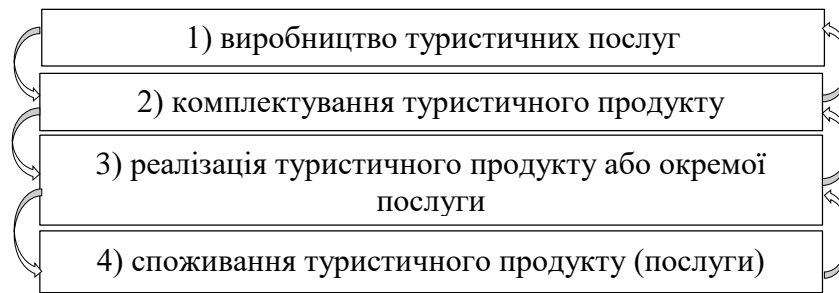 1) виробництво туристичних послуг
2) комплектування туристичного продукту
3) реалізація туристичного продукту або окремої
послуги
4) споживання туристичного продукту (послуги)